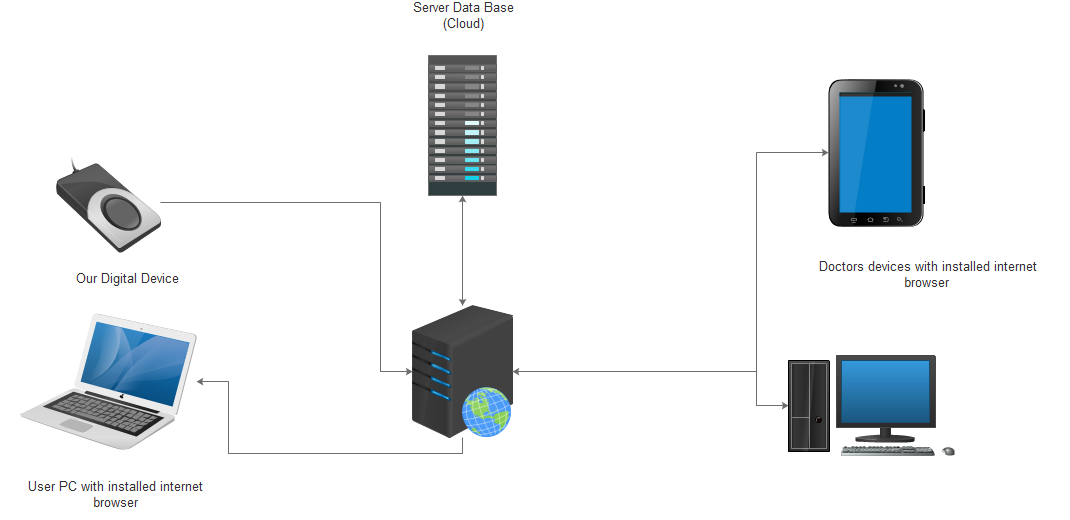 Server Data Base
(Cloud)
Our Digital Device
Doctors devices with installed internet
browser
User PC with installed internet
browser